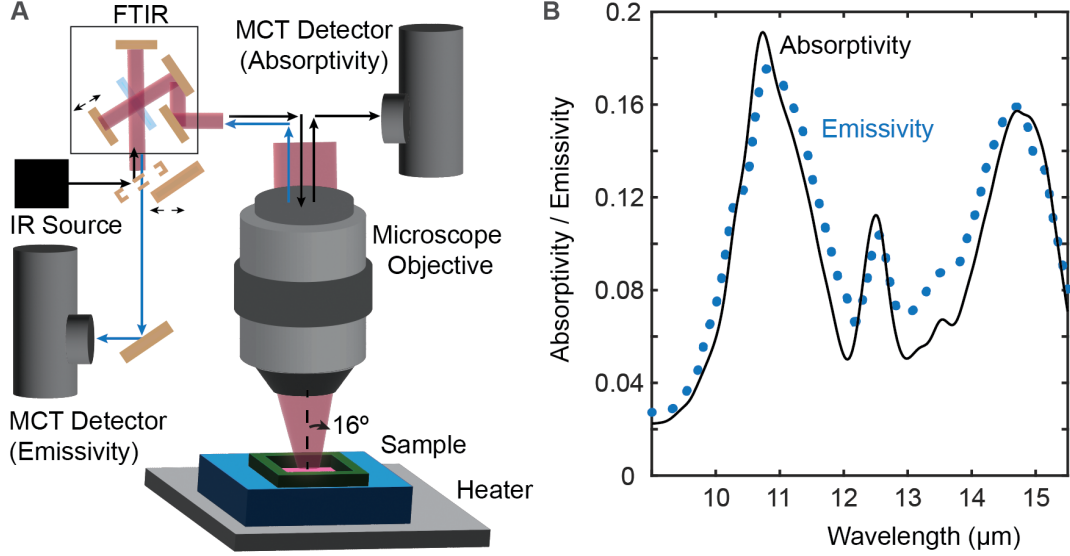 A
FTIR
MCT Detector
(Absorptivity)
IR Source
Microscope
Objective
MCT Detector
(Emissivity)
16º
Sample
Heater
B
Absorptivity
Emissivity
Absorptivity / Emissivity
0.2
0.16
0.12
0.08
0.04
0
10 11 12 13 14 15
Wavelength (μm)